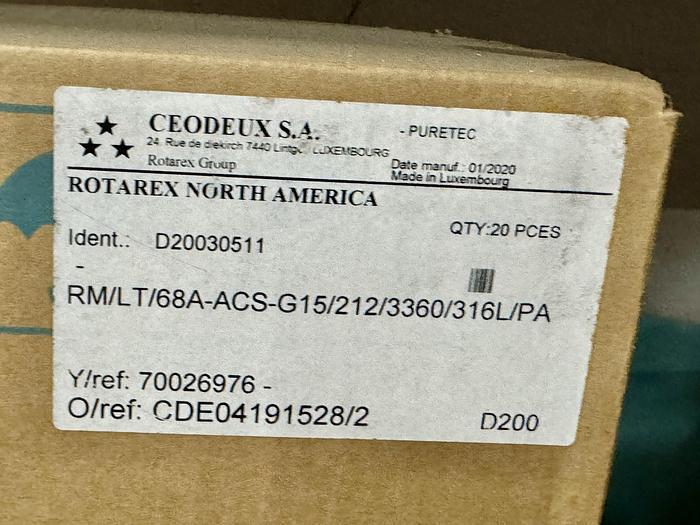 CEODEUX S.A.
- PURETEC
24, Rue de diekirch 7440 LUXEMBOURG
Rotarex Group
Date manuf.: 01/2020
Made in Luxembourg
ROTAREX NORTH AMERICA
QTY:20 PCES
Ident.: D20030511
-
RM/LT/68A-ACS-G15/212/3360/316L/PA
Y/ref: 70026976 -
O/ref: CDE04191528/2
D200